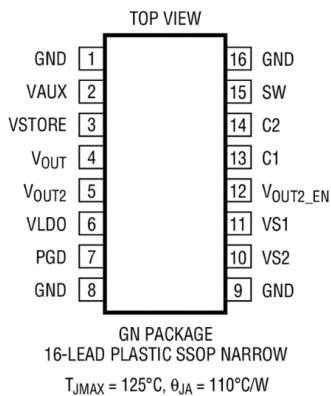 TOP VIEW
GND 1 16 GND
VAUX 2 15 SW
VSTORE 3 14 C2
VOUT 4 13 C1
VOUT2 5 12 VOUT2_EN
VLDO 6 11 VS1
PGD 7 10 VS2
GND 8 9 GND
GN PACKAGE
16-LEAD PLASTIC SSOP NARROW
TJMAX = 125°C, θJA = 110°C/W